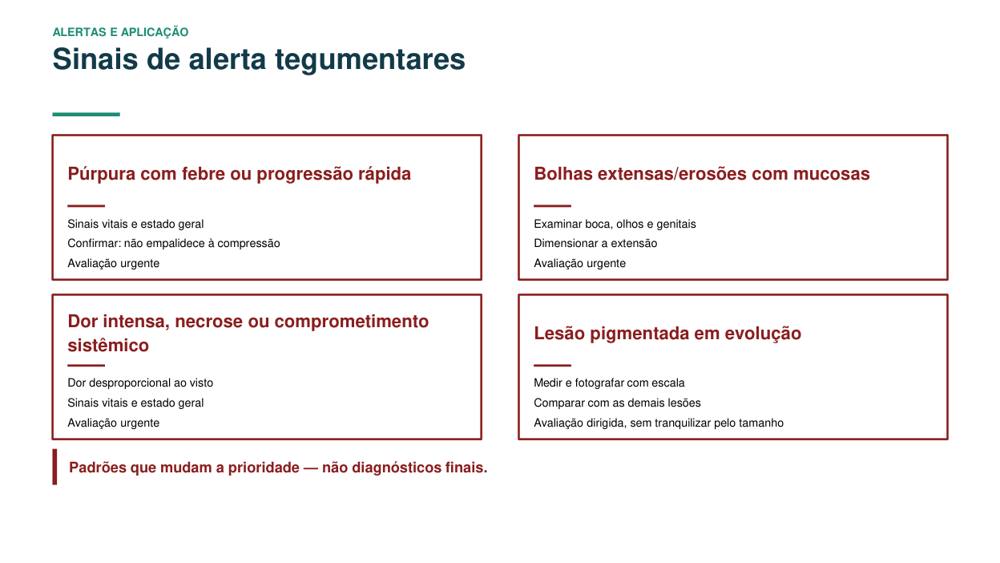 ALERTAS E APLICAÇÃO
Sinais de alerta tegumentares
Púrpura com febre ou progressão rápida
Sinais vitais e estado geral
Confirmar: não empalidece à compressão
Avaliação urgente
Bolhas extensas/erosões com mucosas
Examinar boca, olhos e genitais
Dimensionar a extensão
Avaliação urgente
Dor intensa, necrose ou comprometimento
sistêmico
Dor desproporcional ao visto
Sinais vitais e estado geral
Avaliação urgente
Lesão pigmentada em evolução
Medir e fotografar com escala
Comparar com as demais lesões
Avaliação dirigida, sem tranquilizar pelo tamanho
Padrões que mudam a prioridade — não diagnósticos finais.